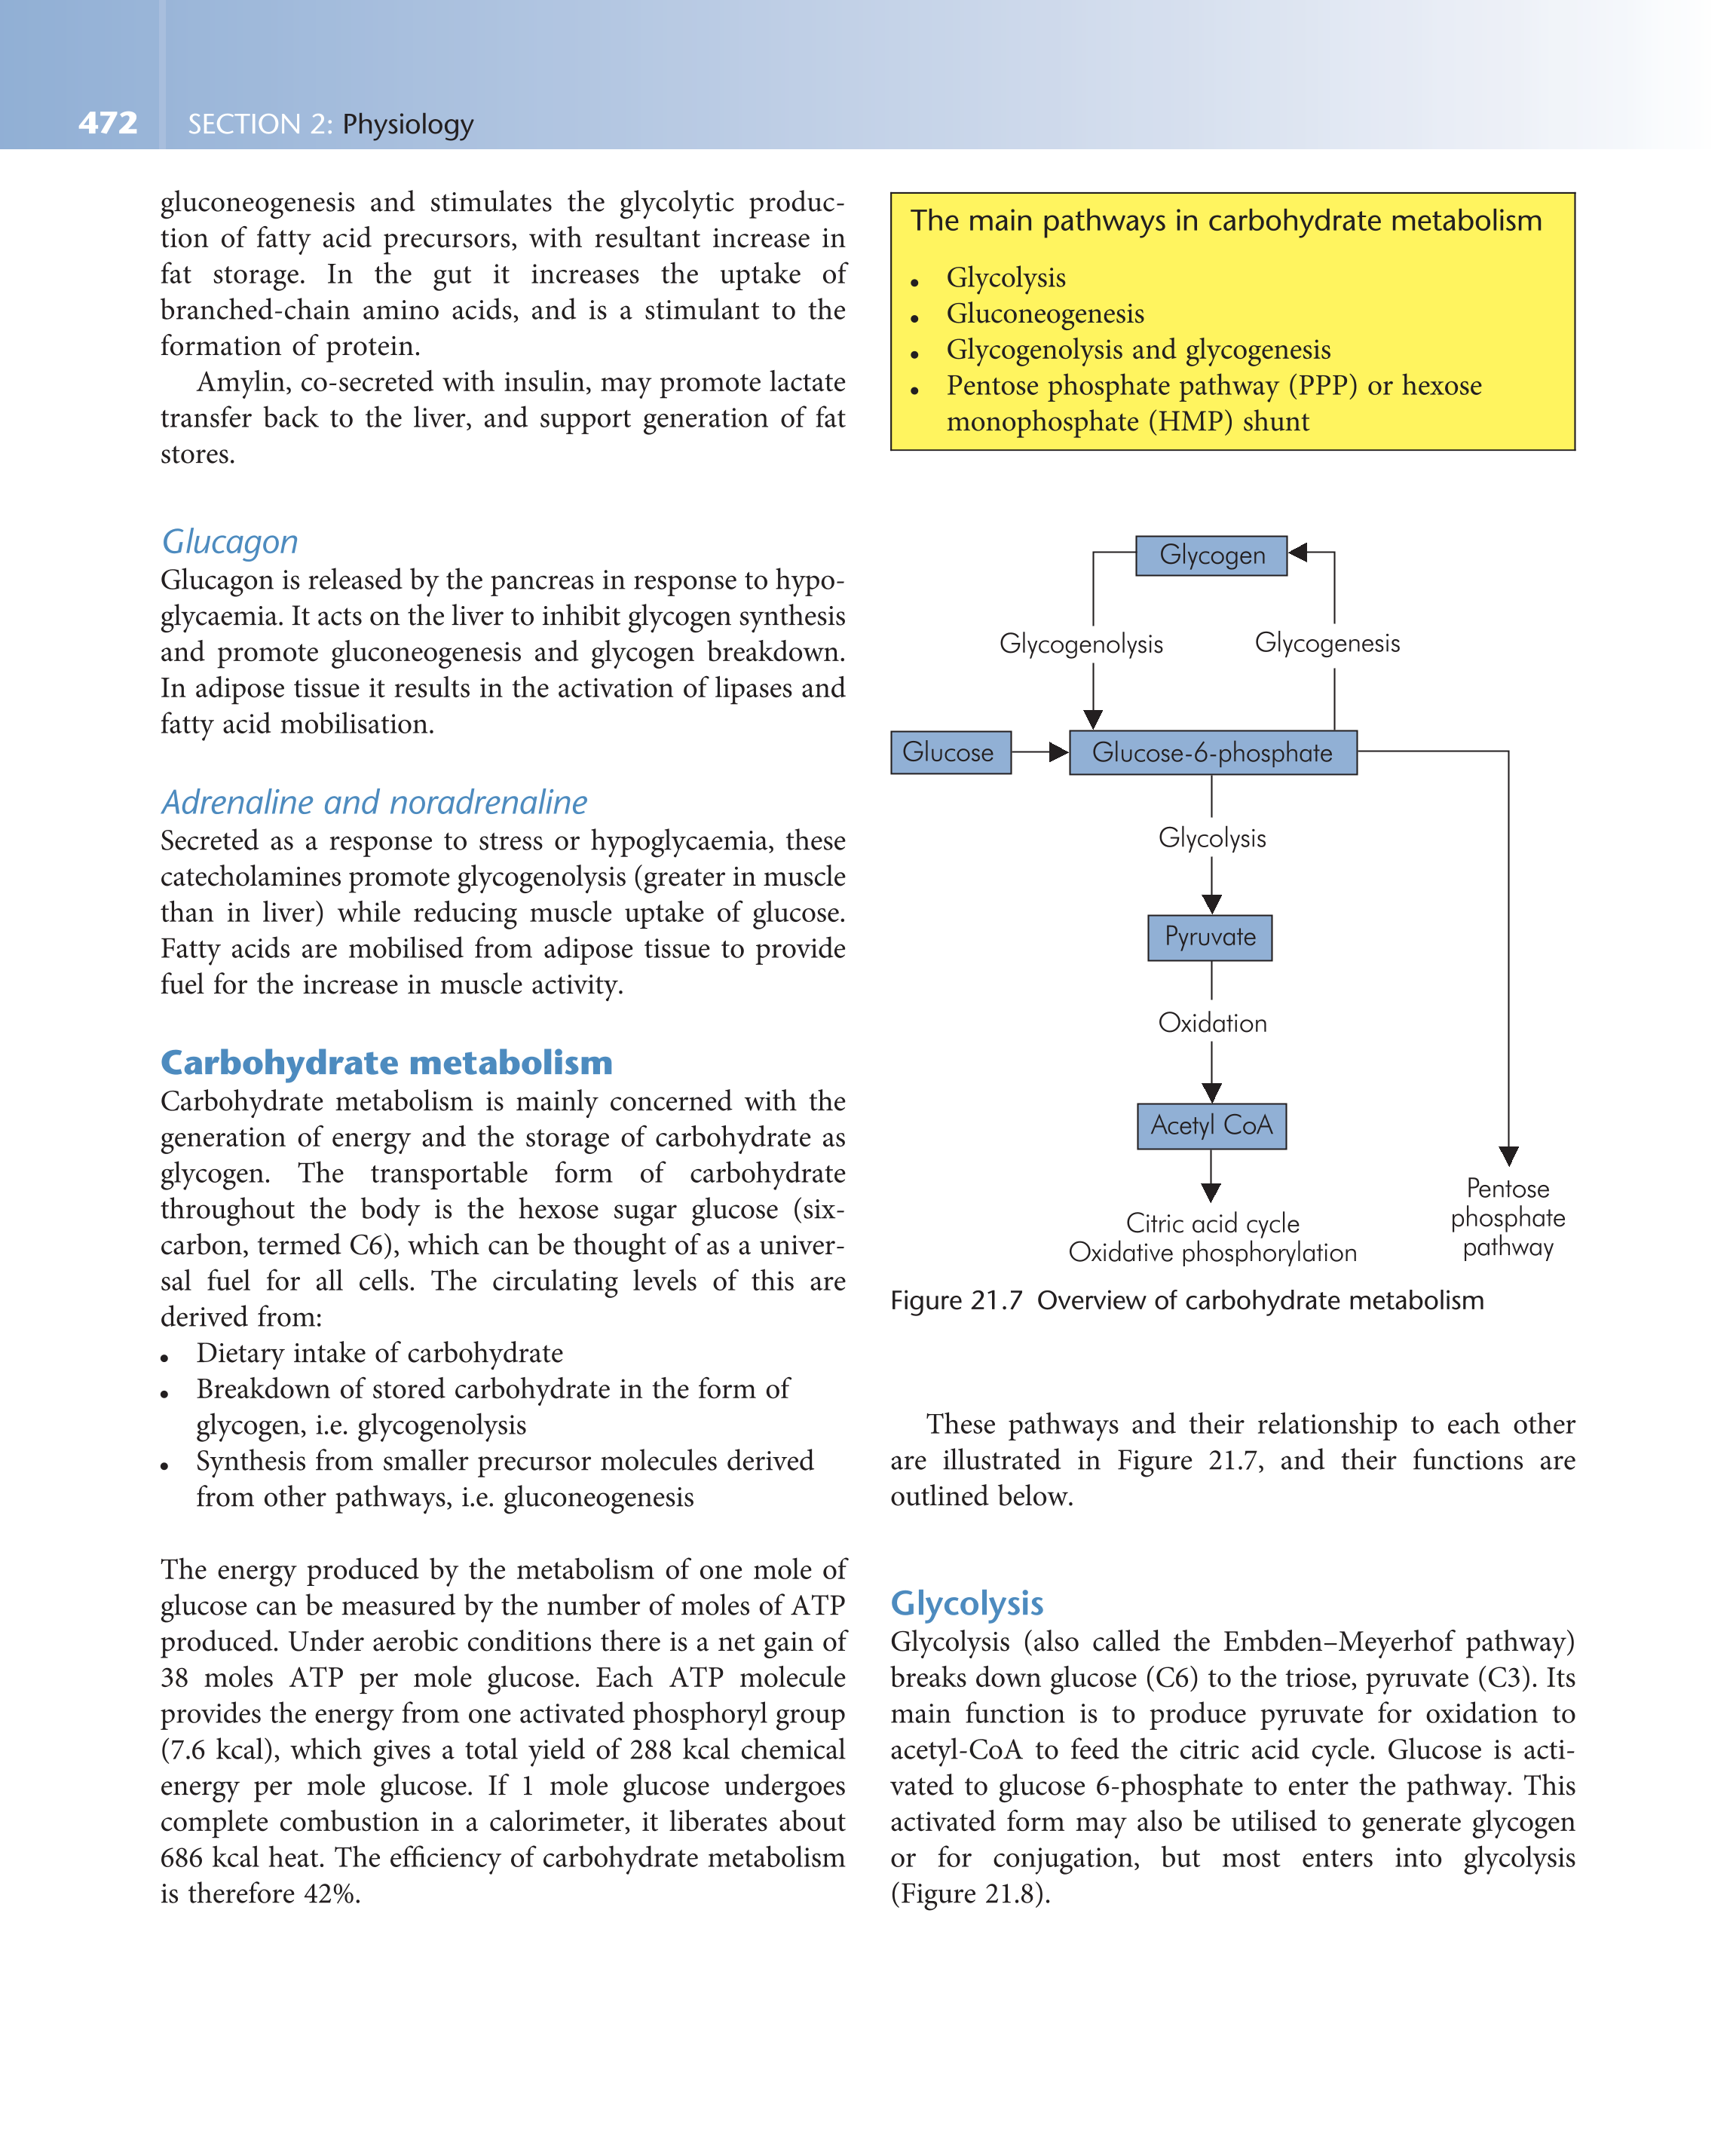 472 SECTION 2: Physiology
gluconeogenesis and stimulates the glycolytic produc-
tion of fatty acid precursors, with resultant increase in
fat storage. In the gut it increases the uptake of
branched-chain amino acids, and is a stimulant to the
formation of protein.
Amylin, co-secreted with insulin, may promote lactate
transfer back to the liver, and support generation of fat
stores.
Glucagon
Glucagon is released by the pancreas in response to hypo-
glycaemia. It acts on the liver to inhibit glycogen synthesis
and promote gluconeogenesis and glycogen breakdown.
In adipose tissue it results in the activation of lipases and
fatty acid mobilisation.
Adrenaline and noradrenaline
Secreted as a response to stress or hypoglycaemia, these
catecholamines promote glycogenolysis (greater in muscle
than in liver) while reducing muscle uptake of glucose.
Fatty acids are mobilised from adipose tissue to provide
fuel for the increase in muscle activity.
Carbohydrate metabolism
Carbohydrate metabolism is mainly concerned with the
generation of energy and the storage of carbohydrate as
glycogen. The transportable form of carbohydrate
throughout the body is the hexose sugar glucose (six-
carbon, termed C6), which can be thought of as a univer-
sal fuel for all cells. The circulating levels of this are
derived from:
• Dietary intake of carbohydrate
• Breakdown of stored carbohydrate in the form of
glycogen, i.e. glycogenolysis
• Synthesis from smaller precursor molecules derived
from other pathways, i.e. gluconeogenesis
The energy produced by the metabolism of one mole of
glucose can be measured by the number of moles of ATP
produced. Under aerobic conditions there is a net gain of
38 moles ATP per mole glucose. Each ATP molecule
provides the energy from one activated phosphoryl group
(7.6 kcal), which gives a total yield of 288 kcal chemical
energy per mole glucose. If 1 mole glucose undergoes
complete combustion in a calorimeter, it liberates about
686 kcal heat. The efficiency of carbohydrate metabolism
is therefore 42%.
The main pathways in carbohydrate metabolism
• Glycolysis
• Gluconeogenesis
• Glycogenolysis and glycogenesis
• Pentose phosphate pathway (PPP) or hexose
monophosphate (HMP) shunt
Glycogen
Glycogenolysis Glycogenesis
Glucose Glucose-6-phosphate
Glycolysis
Pyruvate
Oxidation
Acetyl CoA
Citric acid cycle
Oxidative phosphorylation
Pentose
phosphate
pathway
Figure 21.7 Overview of carbohydrate metabolism
These pathways and their relationship to each other
are illustrated in Figure 21.7, and their functions are
outlined below.
Glycolysis
Glycolysis (also called the Embden–Meyerhof pathway)
breaks down glucose (C6) to the triose, pyruvate (C3). Its
main function is to produce pyruvate for oxidation to
acetyl-CoA to feed the citric acid cycle. Glucose is acti-
vated to glucose 6-phosphate to enter the pathway. This
activated form may also be utilised to generate glycogen
or for conjugation, but most enters into glycolysis
(Figure 21.8).